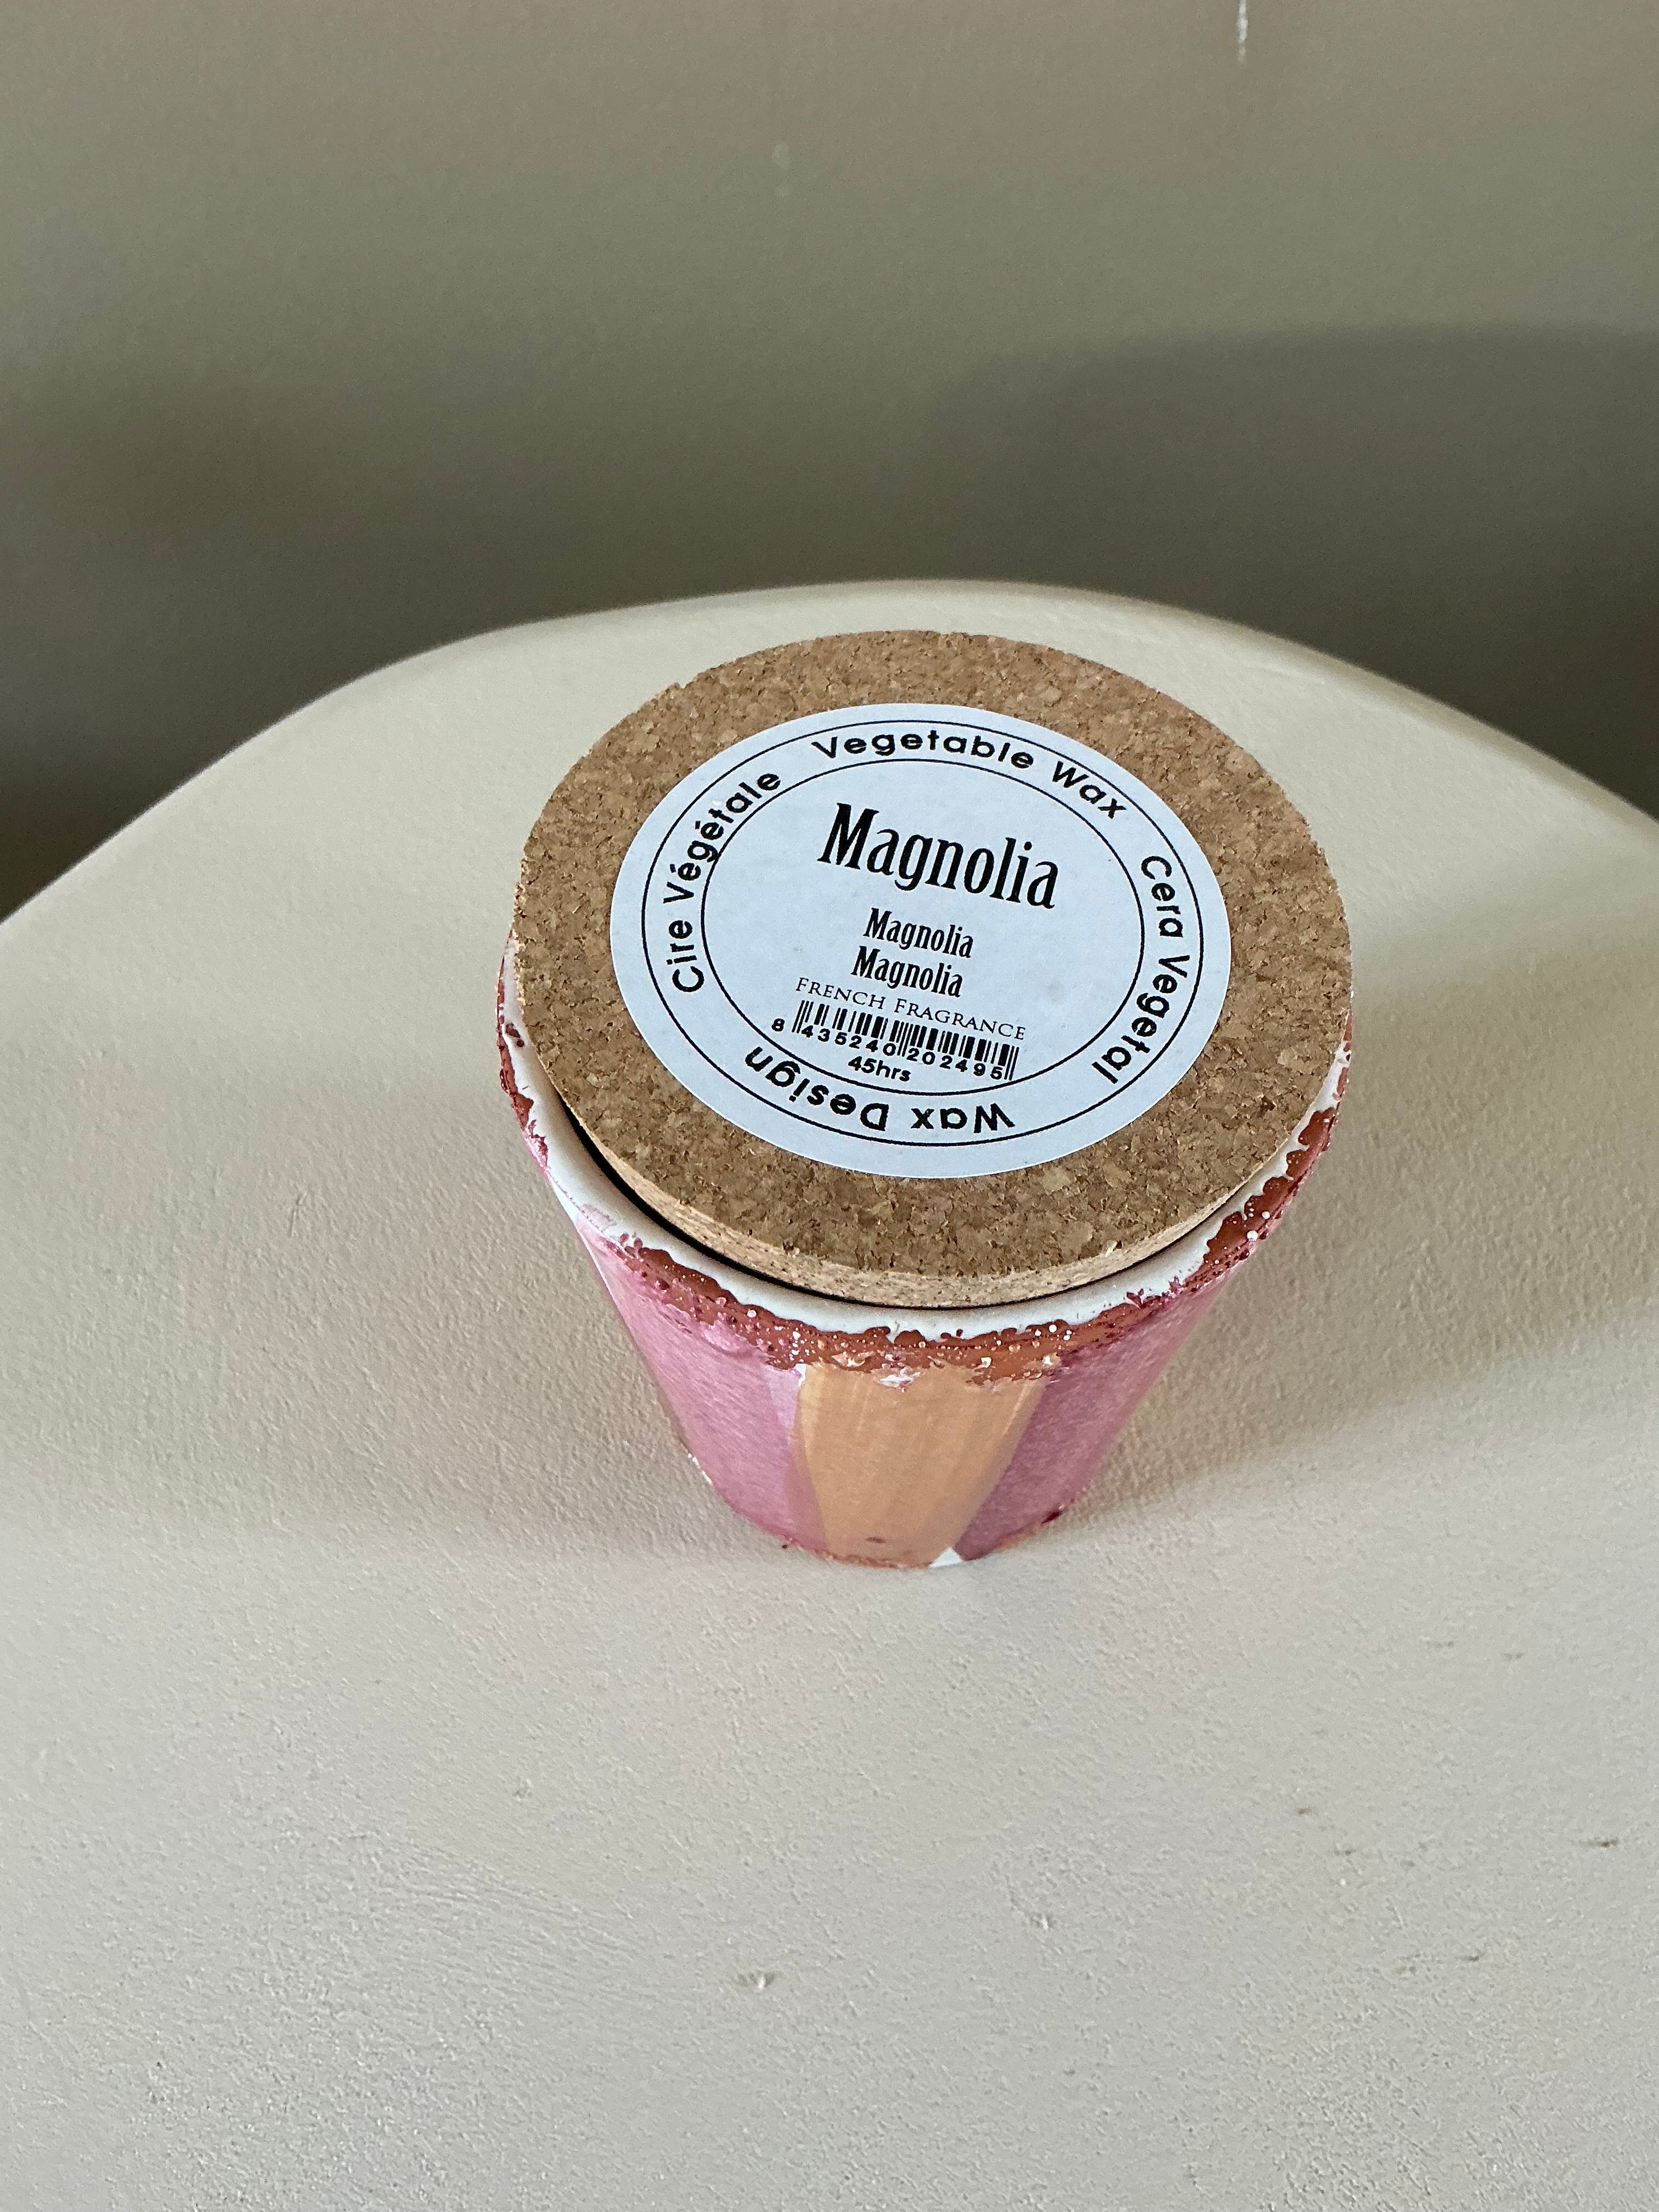 Cire Végétale
Vegetable Wax
Cera Vegetal
Wax Design
Magnolia
Magnolia
Magnolia
FRENCH FRAGRANCE
8 435240 202495
45hrs